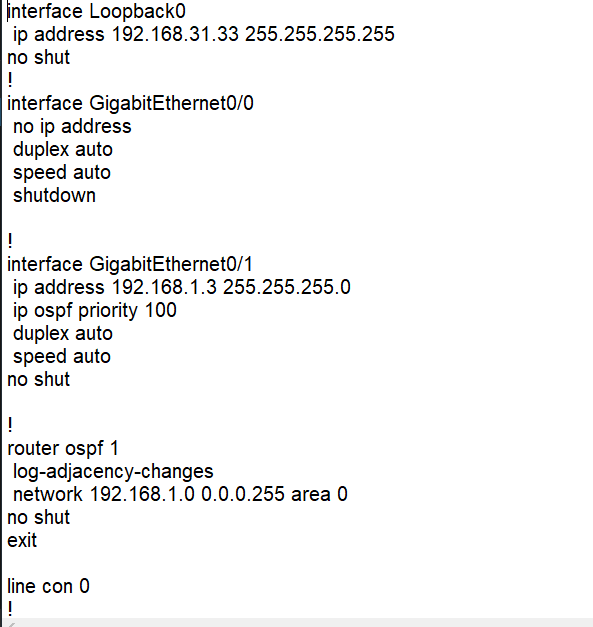 interface Loopback0
ip address 192.168.31.33 255.255.255.255
no shut
!
interface GigabitEthernet0/0
no ip address
duplex auto
speed auto
shutdown
!
interface GigabitEthernet0/1
ip address 192.168.1.3 255.255.255.0
ip ospf priority 100
duplex auto
speed auto
no shut
!
router ospf 1
log-adjacency-changes
network 192.168.1.0 0.0.0.255 area 0
no shut
exit
line con 0
!